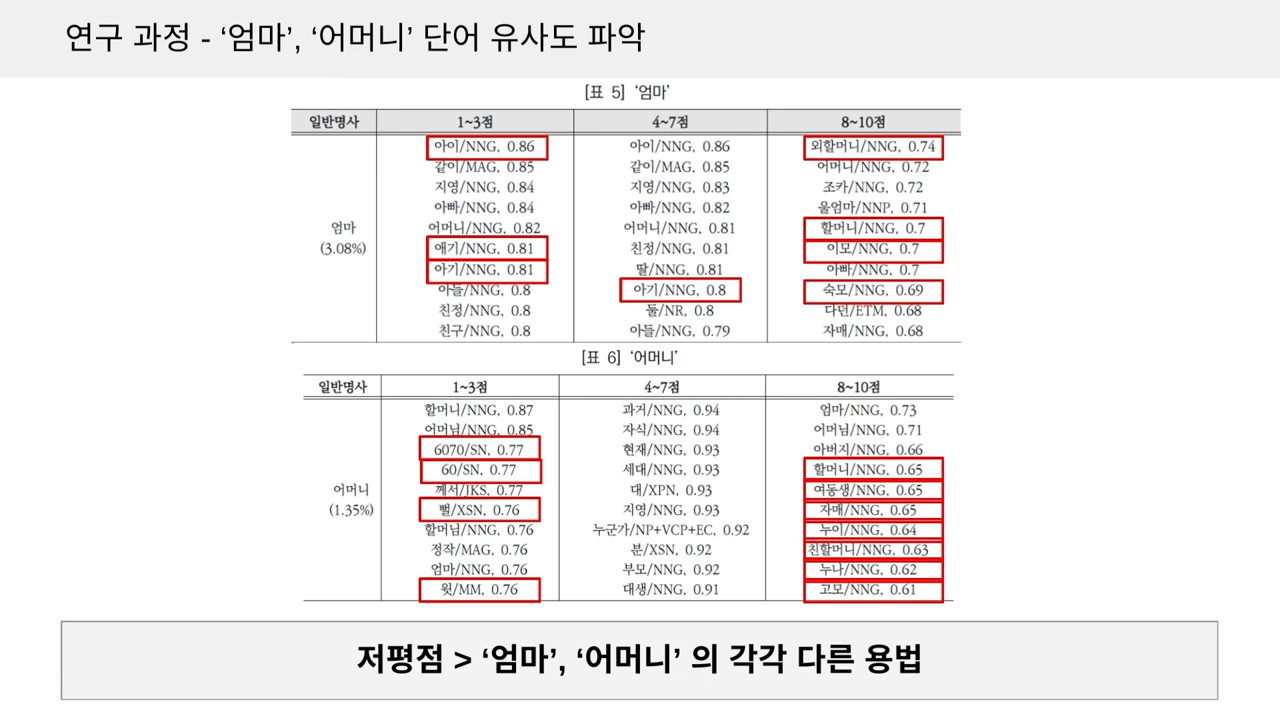 연구 과정 - ‘엄마’, ‘어머니’ 단어 유사도 파악
[표 5] ‘엄마’
일반명사 1~3점 4~7점 8~10점
아이/NNG, 0.86 아이/NNG, 0.86 외할머니/NNG, 0.74
같이/MAG, 0.85 같이/MAG, 0.85 어머니/NNG, 0.72
지영/NNG, 0.84 지영/NNG, 0.83 조카/NNG, 0.72
아빠/NNG, 0.84 아빠/NNG, 0.82 울엄마/NNP, 0.71
엄마 어머니/NNG, 0.82 어머니/NNG, 0.81 할머니/NNG, 0.7
(3.08%) 애기/NNG, 0.81 친정/NNG, 0.81 이모/NNG, 0.7
아기/NNG, 0.81 딸/NNG, 0.81 아빠/NNG, 0.7
아들/NNG, 0.8 아기/NNG, 0.8 숙모/NNG, 0.69
친정/NNG, 0.8 둘/NR, 0.8 다던/ETM, 0.68
친구/NNG, 0.8 아들/NNG, 0.79 자매/NNG, 0.68
[표 6] ‘어머니’
일반명사 1~3점 4~7점 8~10점
할머니/NNG, 0.87 과거/NNG, 0.94 엄마/NNG, 0.73
어머님/NNG, 0.85 자식/NNG, 0.94 어머님/NNG, 0.71
6070/SN, 0.77 현재/NNG, 0.93 아버지/NNG, 0.66
60/SN, 0.77 세대/NNG, 0.93 할머니/NNG, 0.65
어머니 께서/JKS, 0.77 대/XPN, 0.93 여동생/NNG, 0.65
(1.35%) 뻘/XSN, 0.76 지영/NNG, 0.93 자매/NNG, 0.65
할머님/NNG, 0.76 누군가/NP+VCP+EC, 0.92 누이/NNG, 0.64
정작/MAG, 0.76 분/XSN, 0.92 친할머니/NNG, 0.63
엄마/NNG, 0.76 부모/NNG, 0.92 누나/NNG, 0.62
윗/MM, 0.76 대생/NNG, 0.91 고모/NNG, 0.61
저평점 > ‘엄마’, ‘어머니’ 의 각각 다른 용법